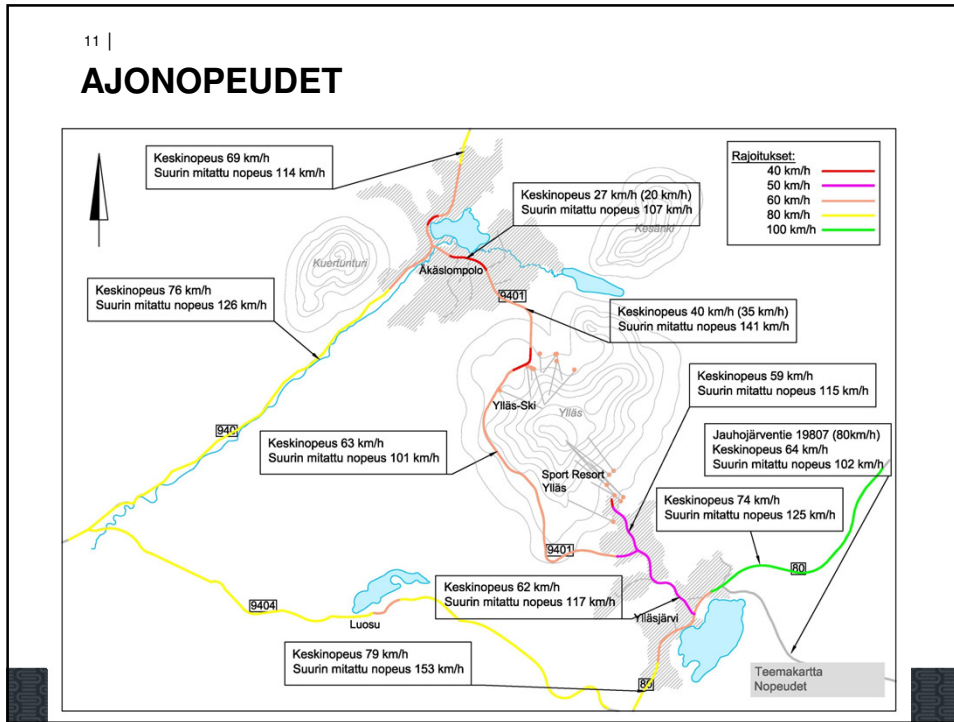 11 |
AJONOPEUDET
Keskinopeus 69 km/h
Suurin mitattu nopeus 114 km/h
Rajoitukset:
40 km/h
50 km/h
60 km/h
80 km/h
100 km/h
Keskinopeus 27 km/h (20 km/h)
Suurin mitattu nopeus 107 km/h
Kesänki
Kuertunturi
Äkäslompolo
Keskinopeus 76 km/h
Suurin mitattu nopeus 126 km/h
9401
Keskinopeus 40 km/h (35 km/h)
Suurin mitattu nopeus 141 km/h
Keskinopeus 59 km/h
Suurin mitattu nopeus 115 km/h
Ylläs-Ski
Ylläs
940
Keskinopeus 63 km/h
Suurin mitattu nopeus 101 km/h
Jauhojärventie 19807 (80km/h)
Keskinopeus 64 km/h
Suurin mitattu nopeus 102 km/h
Sport Resort
Ylläs
Keskinopeus 74 km/h
Suurin mitattu nopeus 125 km/h
9401
80
Keskinopeus 62 km/h
Suurin mitattu nopeus 117 km/h
9404
Luosu
Ylläsjärvi
Keskinopeus 79 km/h
Suurin mitattu nopeus 153 km/h
80
Teemakartta
Nopeudet